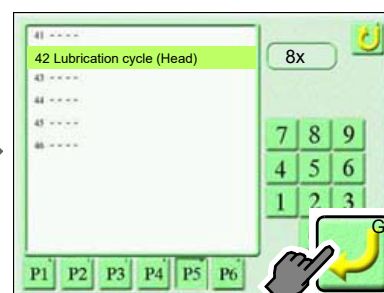 41 ----
42 Lubrication cycle (Head)
8x
43 ----
44 ----
45 ----
46 ----
7 8 9
4 5 6
1 2 3
G
P1 P2 P3 P4 P5 P6